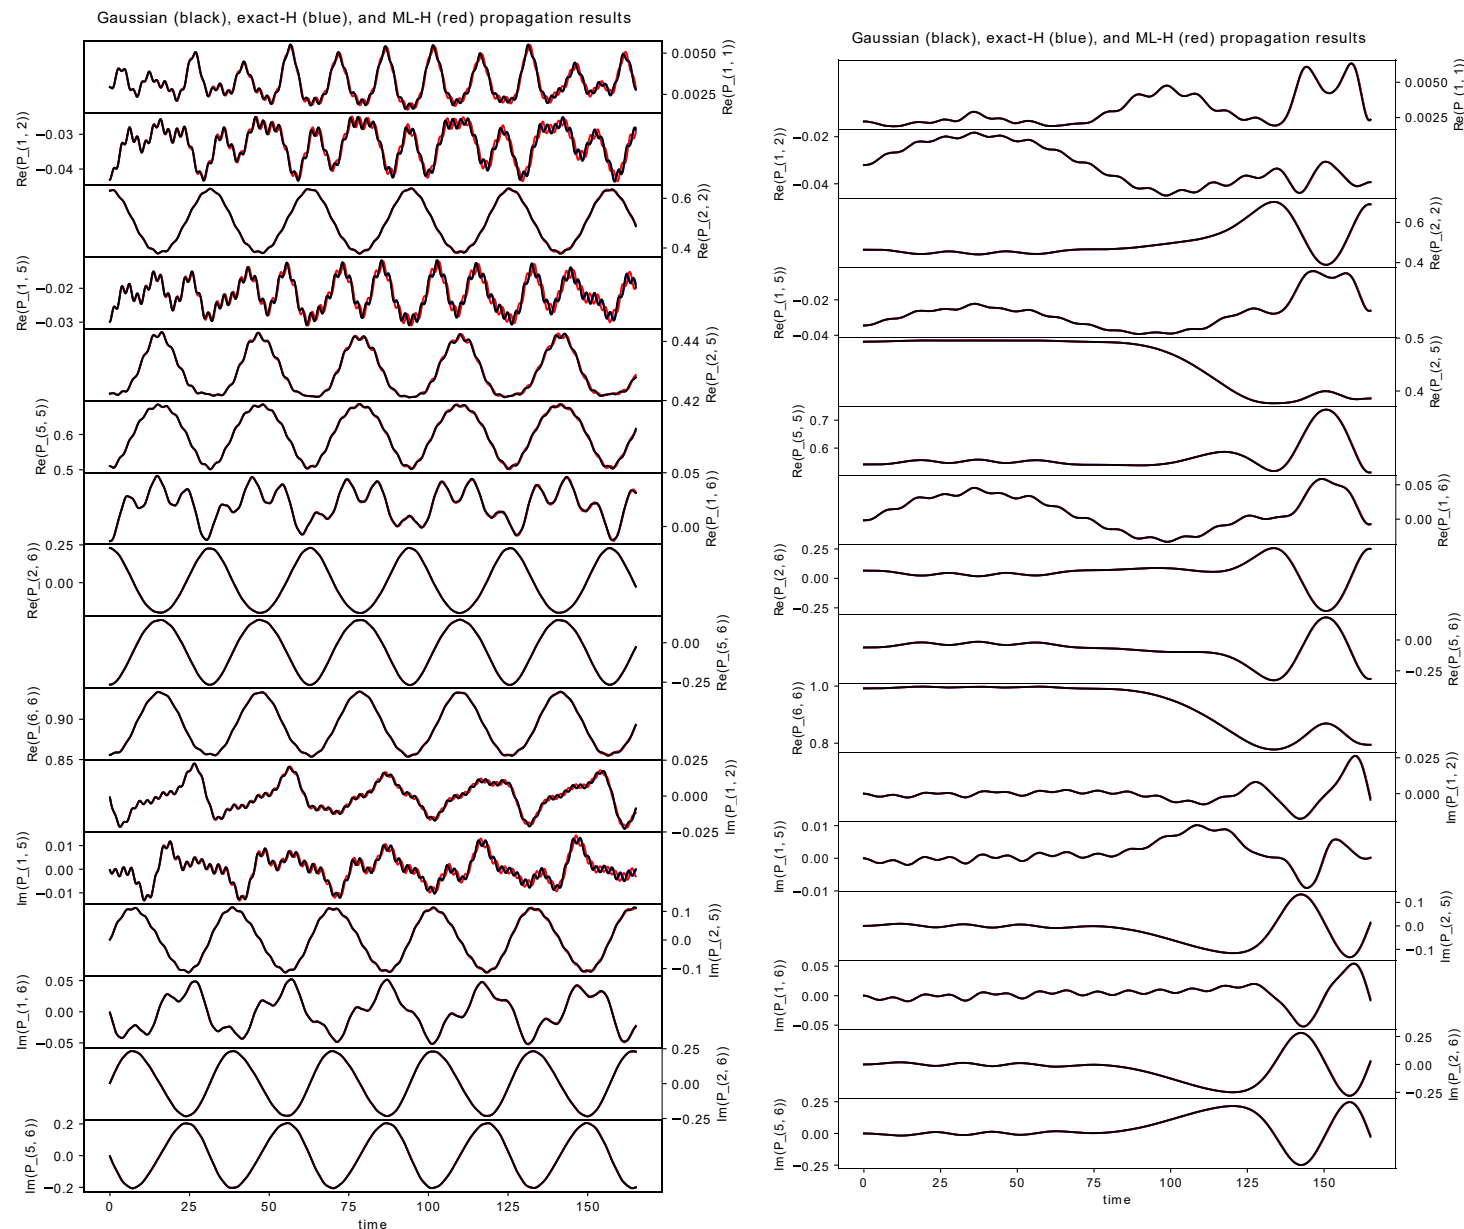 Gaussian (black), exact-H (blue), and ML-H (red) propagation results
0.0050
0.0025
Re(P_(1, 1))
−0.03
−0.04
Re(P_(1, 2))
0.6
0.4
Re(P_(2, 2))
−0.02
−0.03
Re(P_(1, 5))
0.444
0.42
Re(P_(2, 5))
0.6
0.5
Re(P_(5, 5))
0.05
0.00
Re(P_(1, 6))
0.25
0.00
Re(P_(2, 6))
0.00
−0.25
Re(P_(5, 6))
0.90
0.85
Re(P_(6, 6))
0.025
0.000
−0.025
Im(P_(1, 2))
0.01
0.00
−0.01
Im(P_(1, 5))
0.1
0.0
−0.1
Im(P_(2, 5))
0.05
0.00
−0.05
Im(P_(1, 6))
0.25
0.00
−0.25
Im(P_(2, 6))
0.2
0.0
−0.2
Im(P_(5, 6))
0 25 50 75 100 125 150
time
Gaussian (black), exact-H (blue), and ML-H (red) propagation results
0.0050
0.0025
Re(P_(1, 1))
−0.02
−0.04
Re(P_(1, 2))
0.6
0.4
Re(P_(2, 2))
−0.02
−0.04
Re(P_(1, 5))
0.5
0.4
Re(P_(2, 5))
0.7
0.6
Re(P_(5, 5))
0.05
0.00
Re(P_(1, 6))
0.25
0.00
−0.25
Re(P_(2, 6))
0.00
−0.25
Re(P_(5, 6))
1.0
0.8
Re(P_(6, 6))
0.025
0.000
Im(P_(1, 2))
0.01
0.00
−0.01
Im(P_(1, 5))
0.1
0.0
−0.1
Im(P_(2, 5))
0.05
0.00
−0.05
Im(P_(1, 6))
0.25
0.00
−0.25
Im(P_(2, 6))
0.25
0.00
−0.25
Im(P_(5, 6))
0 25 50 75 100 125 150
time